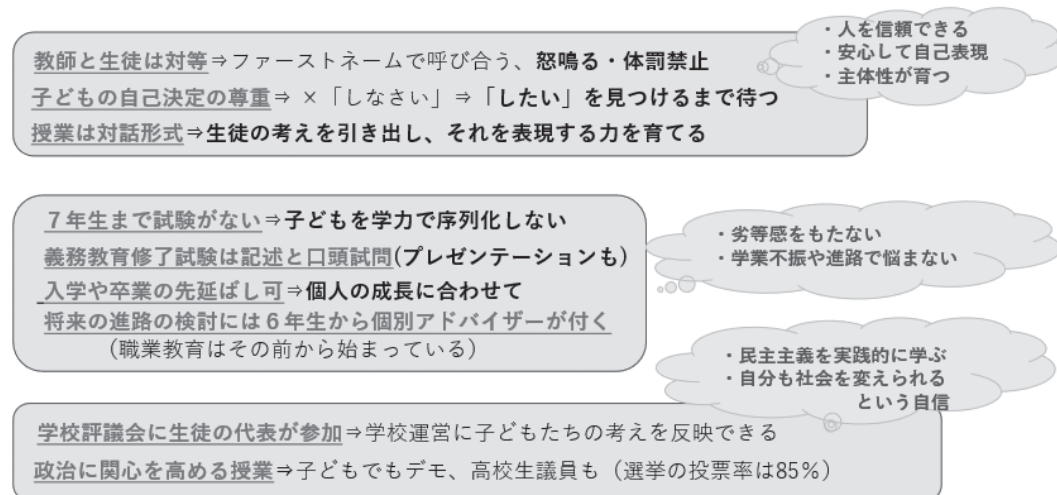 ・人を信頼できる
・安心して自己表現
・主体性が育つ
教師と生徒は対等⇒ファーストネームで呼び合う、怒鳴る・体罰禁止
子どもの自己決定の尊重⇒ ×「しなさい」⇒「したい」を見つけるまで待つ
授業は対話形式⇒生徒の考えを引き出し、それを表現する力を育てる
７年生まで試験がない⇒子どもを学力で序列化しない
義務教育修了試験は記述と口頭試問(プレゼンテーションも)
入学や卒業の先延ばし可⇒個人の成長に合わせて
将来の進路の検討には６年生から個別アドバイザーが付く
（職業教育はその前から始まっている）
・劣等感をもたない
・学業不振や進路で悩まない
・民主主義を実践的に学ぶ
・自分も社会を変えられる
という自信
学校評議会に生徒の代表が参加⇒学校運営に子どもたちの考えを反映できる
政治に関心を高める授業⇒子どもでもデモ、高校生議員も（選挙の投票率は85%）